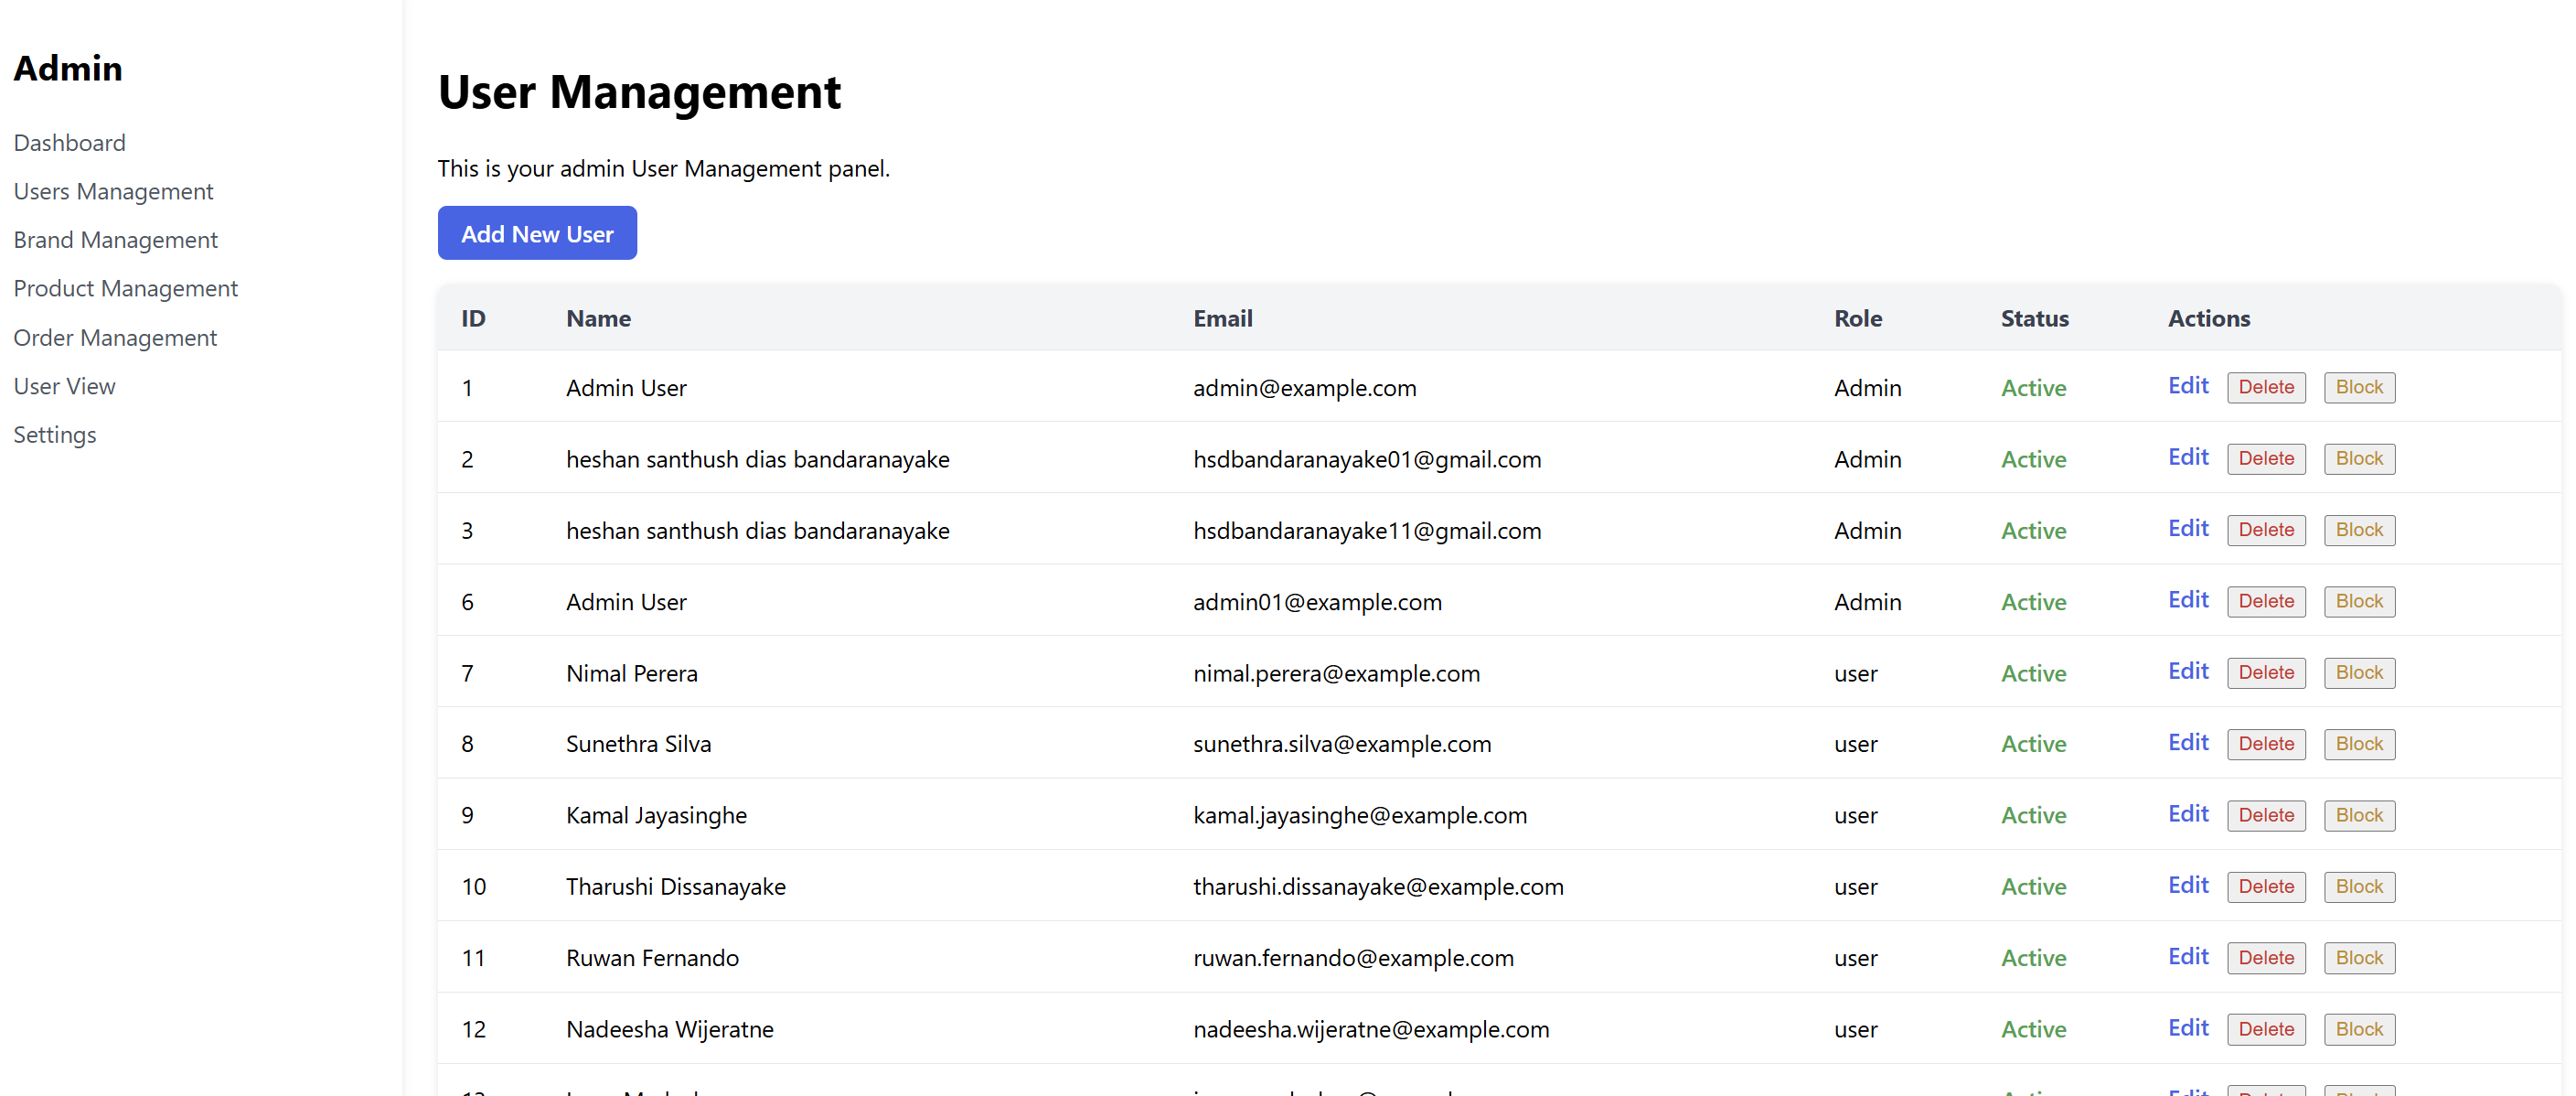 Admin
Dashboard
Users Management
Brand Management
Product Management
Order Management
User View
Settings
User Management
This is your admin User Management panel.
Add New User
ID Name Email Role Status Actions
1 Admin User admin@example.com Admin Active Edit Delete Block
2 heshan santhush dias bandaranayake hsdbandaranayake01@gmail.com Admin Active Edit Delete Block
3 heshan santhush dias bandaranayake hsdbandaranayake11@gmail.com Admin Active Edit Delete Block
6 Admin User admin01@example.com Admin Active Edit Delete Block
7 Nimal Perera nimal.perera@example.com user Active Edit Delete Block
8 Sunethra Silva sunethra.silva@example.com user Active Edit Delete Block
9 Kamal Jayasinghe kamal.jayasinghe@example.com user Active Edit Delete Block
10 Tharushi Dissanayake tharushi.dissanayake@example.com user Active Edit Delete Block
11 Ruwan Fernando ruwan.fernando@example.com user Active Edit Delete Block
12 Nadeesha Wijeratne nadeesha.wijeratne@example.com user Active Edit Delete Block